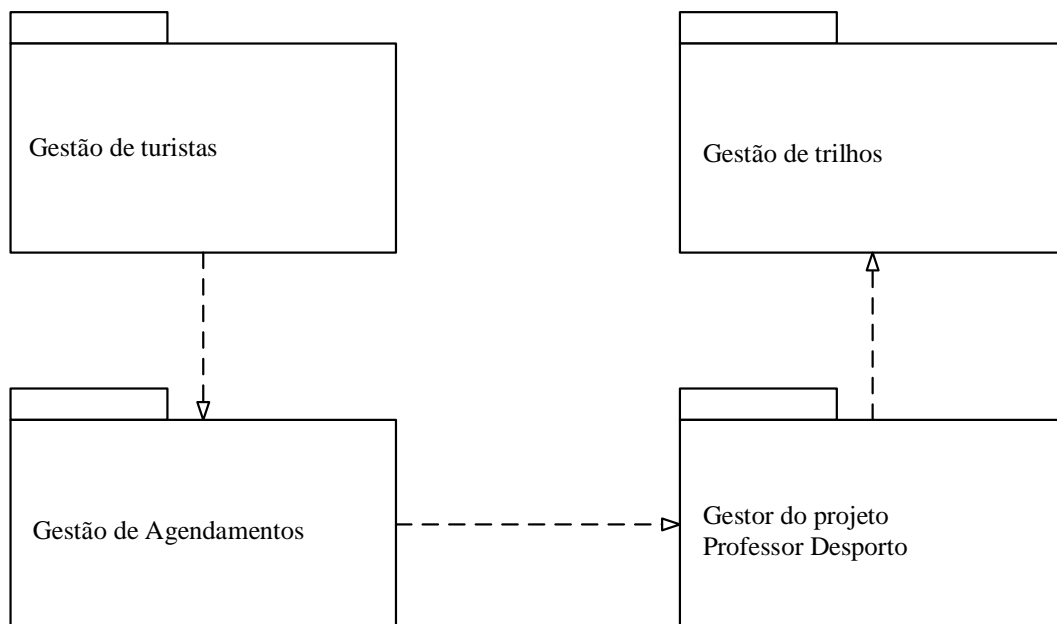 Gestão de turistas
Gestão de trilhos
Gestão de Agendamentos
Gestor do projeto
Professor Desporto